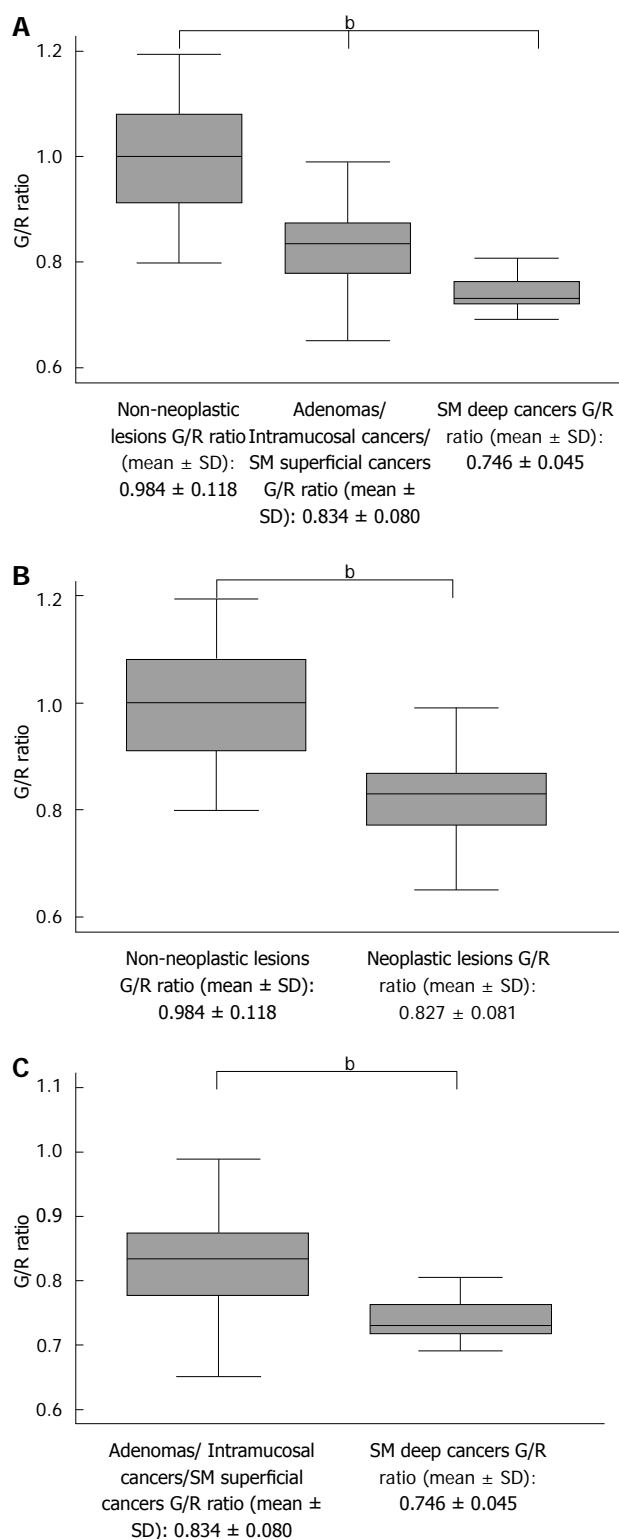 A
b
1.2
1.0
0.8
0.6
G/R ratio
Non-neoplastic
lesions G/R ratio
(mean ± SD):
0.984 ± 0.118
Adenomas/
Intramucosal cancers/
SM superficial cancers
G/R ratio (mean ±
SD): 0.834 ± 0.080
SM deep cancers G/R
ratio (mean ± SD):
0.746 ± 0.045
B
b
1.2
1.0
0.8
0.6
G/R ratio
Non-neoplastic lesions
G/R ratio (mean ± SD):
0.984 ± 0.118
Neoplastic lesions G/R
ratio (mean ± SD):
0.827 ± 0.081
C
b
1.1
1.0
0.9
0.8
0.7
0.6
G/R ratio
Adenomas/ Intramucosal
cancers/SM superficial
cancers G/R ratio (mean ±
SD): 0.834 ± 0.080
SM deep cancers G/R
ratio (mean ± SD):
0.746 ± 0.045